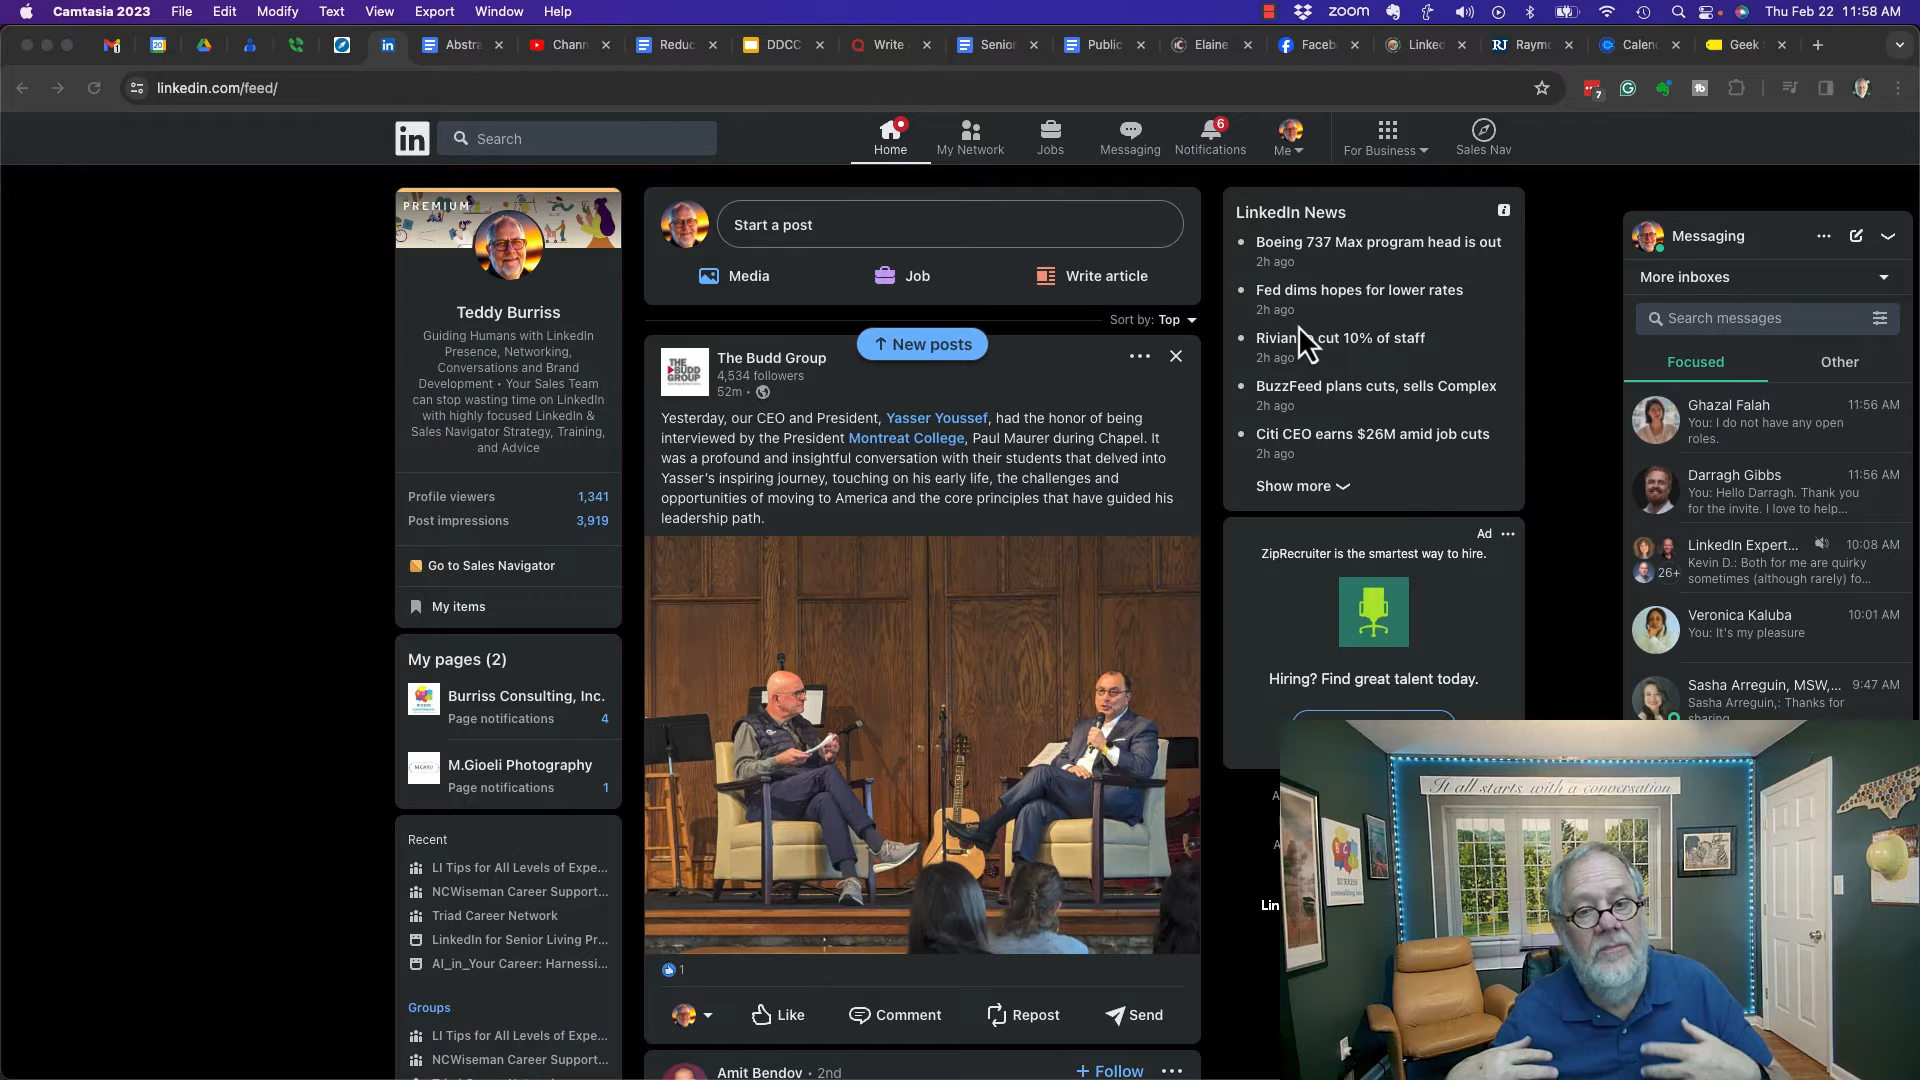 Camtasia 2023 File Edit Modify Text View Export Window Help zoom Thu Feb 22 11:58 AM
Abstra Chann Reduc DDCC Write Senior Public Elaine Faceb Linked Raymo Calen Geek
linkedin.com/feed/
7
in Search Home My Network Jobs Messaging Notifications 6 Me For Business Sales Nav
PREMIUM
Teddy Burriss
Guiding Humans with LinkedIn
Presence, Networking,
Conversations and Brand
Development • Your Sales Team
can stop wasting time on LinkedIn
with highly focused LinkedIn &
Sales Navigator Strategy, Training,
and Advice
Profile viewers 1,341
Post impressions 3,919
Go to Sales Navigator
My items
My pages (2)
Burriss Consulting, Inc.
Page notifications 4
M.Gioeli Photography
Page notifications 1
Recent
LI Tips for All Levels of Expe...
NCWiseman Career Support...
Triad Career Network
LinkedIn for Senior Living Pr...
AI_in_Your Career: Harnessi...
Groups
LI Tips for All Levels of Expe...
NCWiseman Career Support...
Start a post
Media Job Write article
Sort by: Top
↑ New posts
THE BUDD GROUP
The Budd Group
4,534 followers
52m •
Yesterday, our CEO and President, Yasser Youssef, had the honor of being
interviewed by the President Montreat College, Paul Maurer during Chapel. It
was a profound and insightful conversation with their students that delved into
Yasser's inspiring journey, touching on his early life, the challenges and
opportunities of moving to America and the core principles that have guided his
leadership path.
1
Like Comment Repost Send
Amit Bendov • 2nd + Follow
LinkedIn News
Boeing 737 Max program head is out
2h ago
Fed dims hopes for lower rates
2h ago
Rivian cut 10% of staff
2h ago
BuzzFeed plans cuts, sells Complex
2h ago
Citi CEO earns $26M amid job cuts
2h ago
Show more
Ad
ZipRecruiter is the smartest way to hire.
Hiring? Find great talent today.
A
A
Lin
Messaging
More inboxes
Search messages
Focused Other
Ghazal Falah 11:56 AM
You: I do not have any open
roles.
Darragh Gibbs 11:56 AM
You: Hello Darragh. Thank you
for the invite. I love to help...
LinkedIn Expert... 10:08 AM
26+ Kevin D.: Both for me are quirky
sometimes (although rarely) fo...
Veronica Kaluba 10:01 AM
You: It's my pleasure
Sasha Arreguin, MSW,... 9:47 AM
Sasha Arreguin,: Thanks for
sharing
It all starts with a conversation
BURRISS